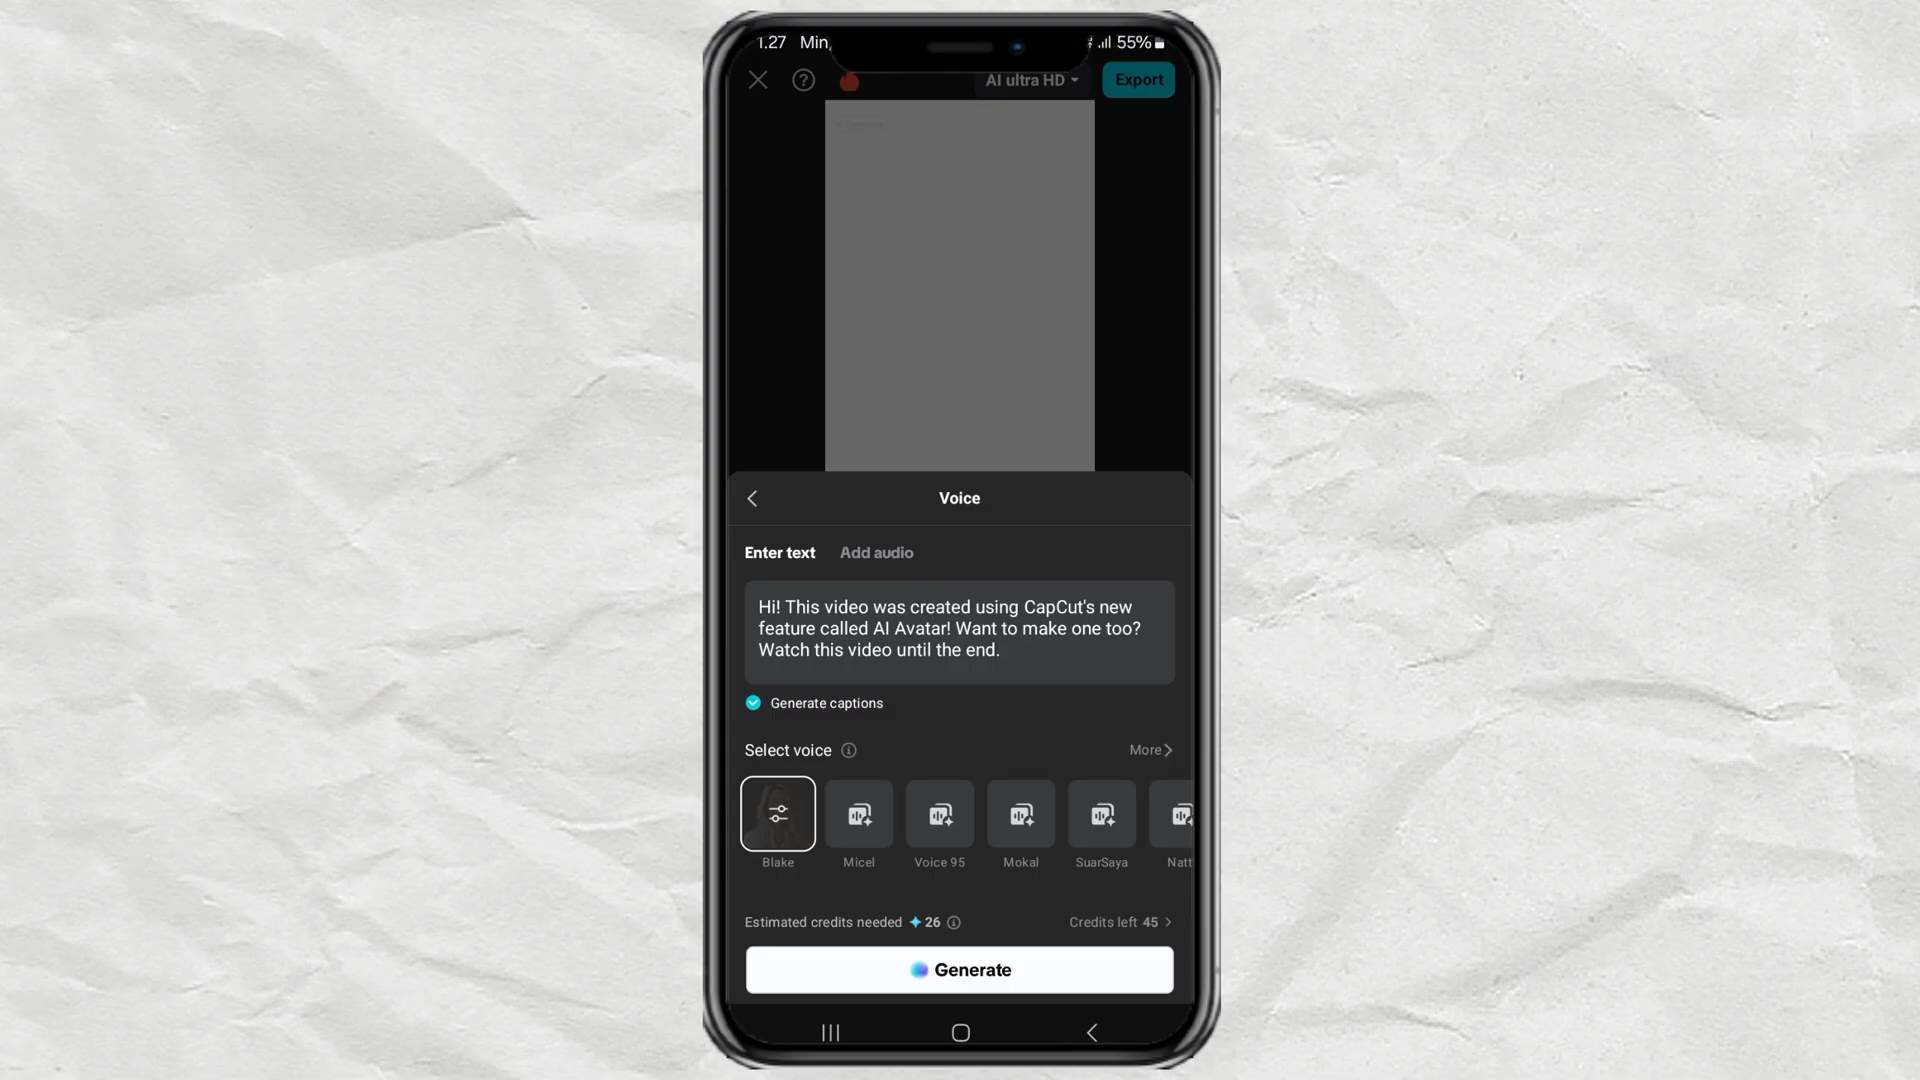 1.27 Min,
55%
AI ultra HD
Export
Voice
Enter text Add audio
Hi! This video was created using CapCut's new
feature called AI Avatar! Want to make one too?
Watch this video until the end.
Generate captions
Select voice
More
Blake Micel Voice 95 Mokal SuarSaya Natt
Estimated credits needed 26
Credits left 45
Generate